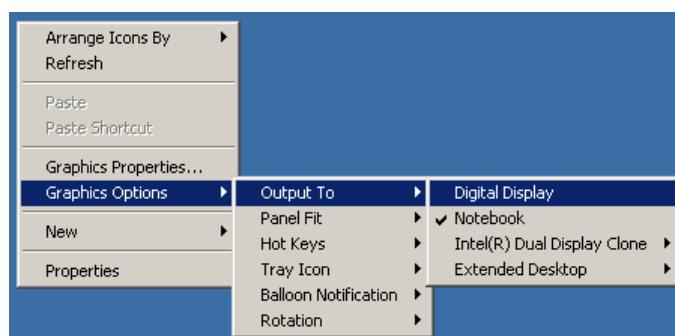 Arrange Icons By
Refresh
Paste
Paste Shortcut
Graphics Properties...
Graphics Options
New
Properties
Output To
Panel Fit
Hot Keys
Tray Icon
Balloon Notification
Rotation
Digital Display
Notebook
Intel(R) Dual Display Clone
Extended Desktop